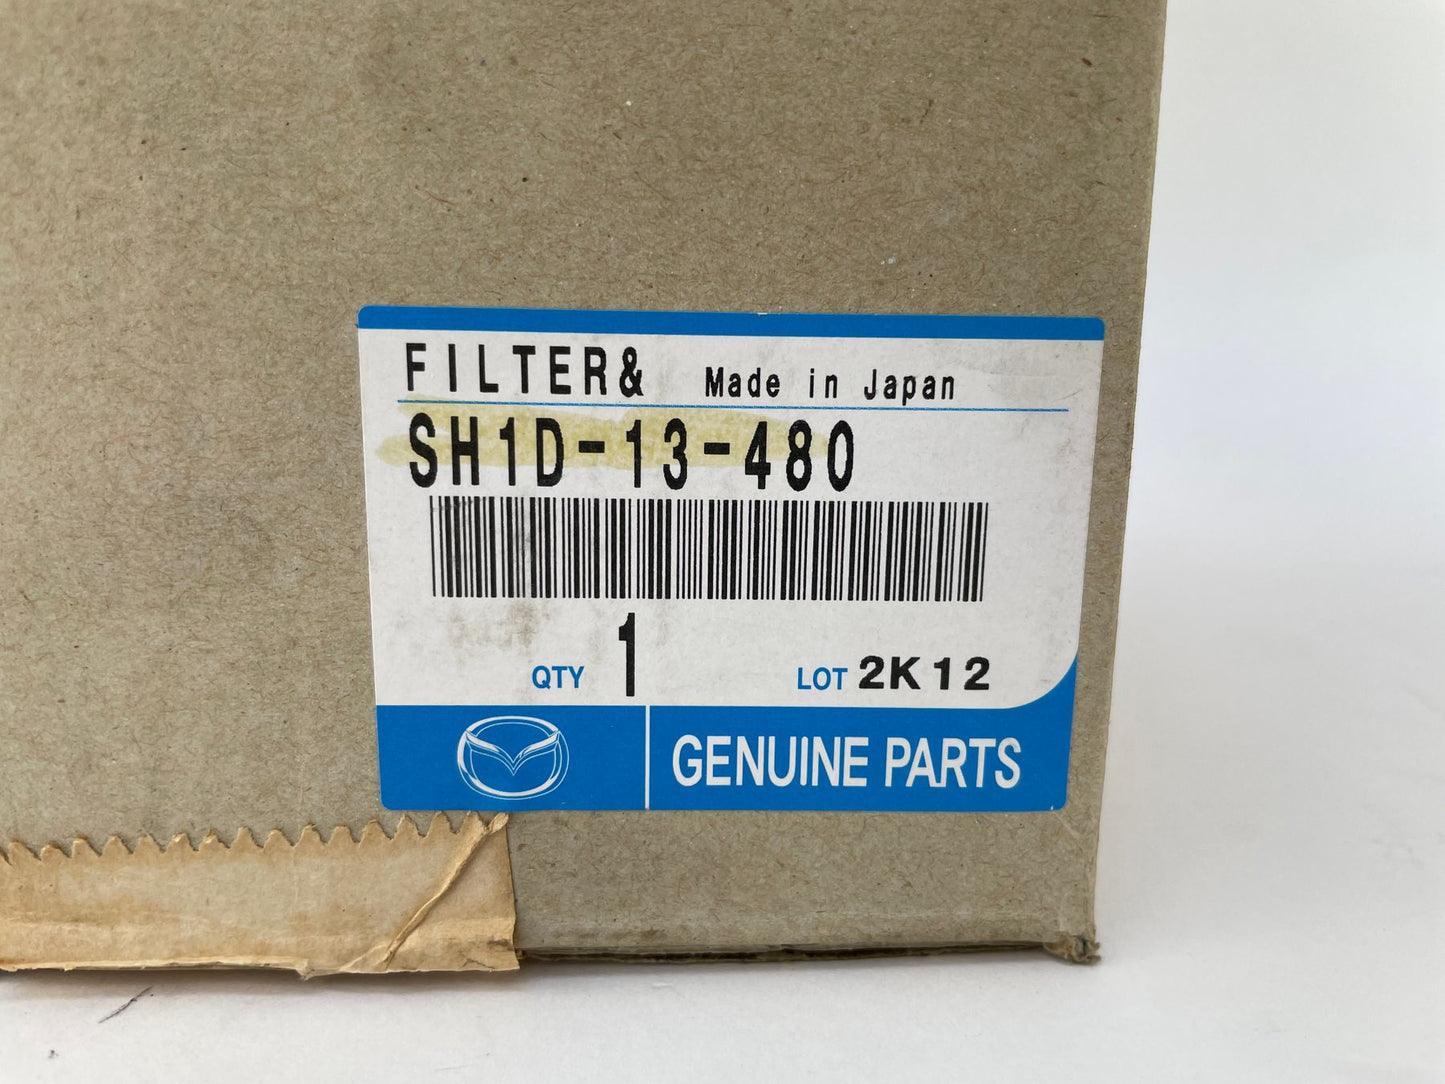 FILTER& Made in Japan
SH1D-13-480
QTY 1 LOT 2K12
GENUINE PARTS